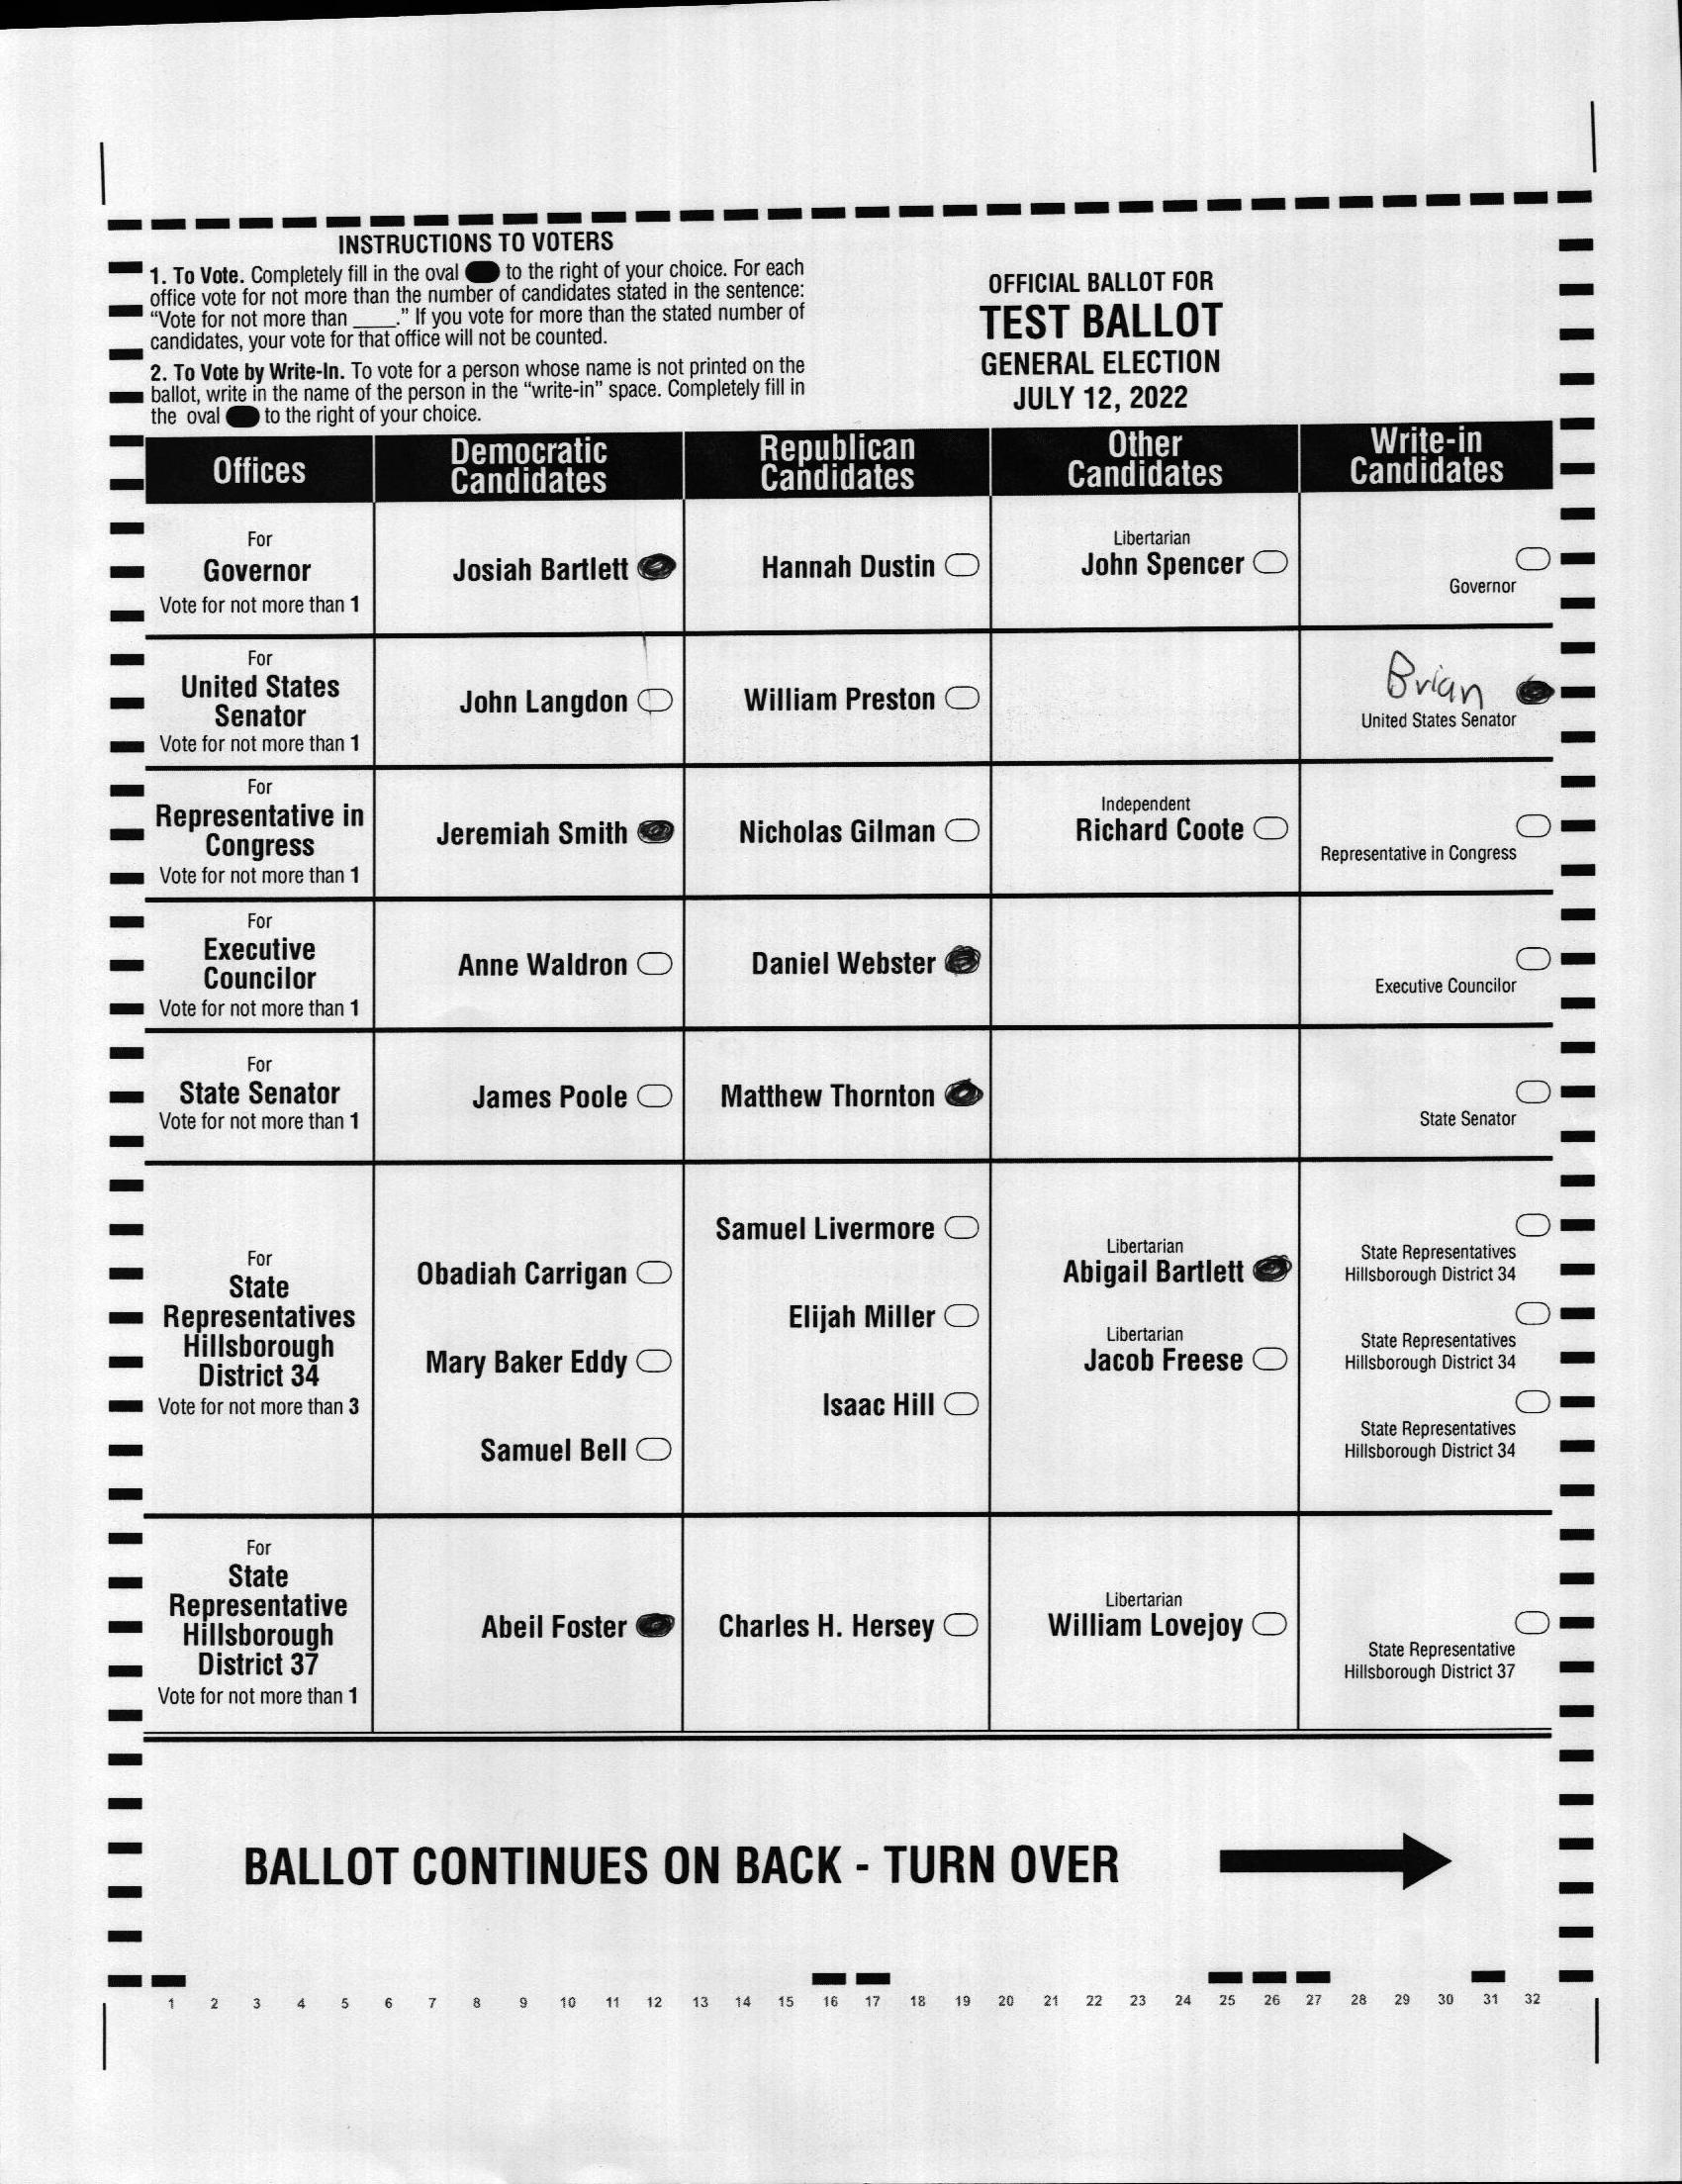 INSTRUCTIONS TO VOTERS
1. To Vote. Completely fill in the oval to the right of your choice. For each
office vote for not more than the number of candidates stated in the sentence:
“Vote for not more than ____.” If you vote for more than the stated number of
candidates, your vote for that office will not be counted.
2. To Vote by Write-In. To vote for a person whose name is not printed on the
ballot, write in the name of the person in the “write-in” space. Completely fill in
the oval to the right of your choice.
OFFICIAL BALLOT FOR
TEST BALLOT
GENERAL ELECTION
JULY 12, 2022
Offices
Democratic
Candidates
Republican
Candidates
Other
Candidates
Write-in
Candidates
For
Governor
Vote for not more than 1
Josiah Bartlett
Hannah Dustin
Libertarian
John Spencer
Governor
For
United States
Senator
Vote for not more than 1
John Langdon
William Preston
Brian
United States Senator
For
Representative in
Congress
Vote for not more than 1
Jeremiah Smith
Nicholas Gilman
Independent
Richard Coote
Representative in Congress
For
Executive
Councilor
Vote for not more than 1
Anne Waldron
Daniel Webster
Executive Councilor
For
State Senator
Vote for not more than 1
James Poole
Matthew Thornton
State Senator
For
State
Representatives
Hillsborough
District 34
Vote for not more than 3
Obadiah Carrigan
Mary Baker Eddy
Samuel Bell
Samuel Livermore
Elijah Miller
Isaac Hill
Libertarian
Abigail Bartlett
Libertarian
Jacob Freese
State Representatives
Hillsborough District 34
State Representatives
Hillsborough District 34
State Representatives
Hillsborough District 34
For
State
Representative
Hillsborough
District 37
Vote for not more than 1
Abeil Foster
Charles H. Hersey
Libertarian
William Lovejoy
State Representative
Hillsborough District 37
BALLOT CONTINUES ON BACK - TURN OVER
1 2 3 4 5 6 7 8 9 10 11 12 13 14 15 16 17 18 19 20 21 22 23 24 25 26 27 28 29 30 31 32